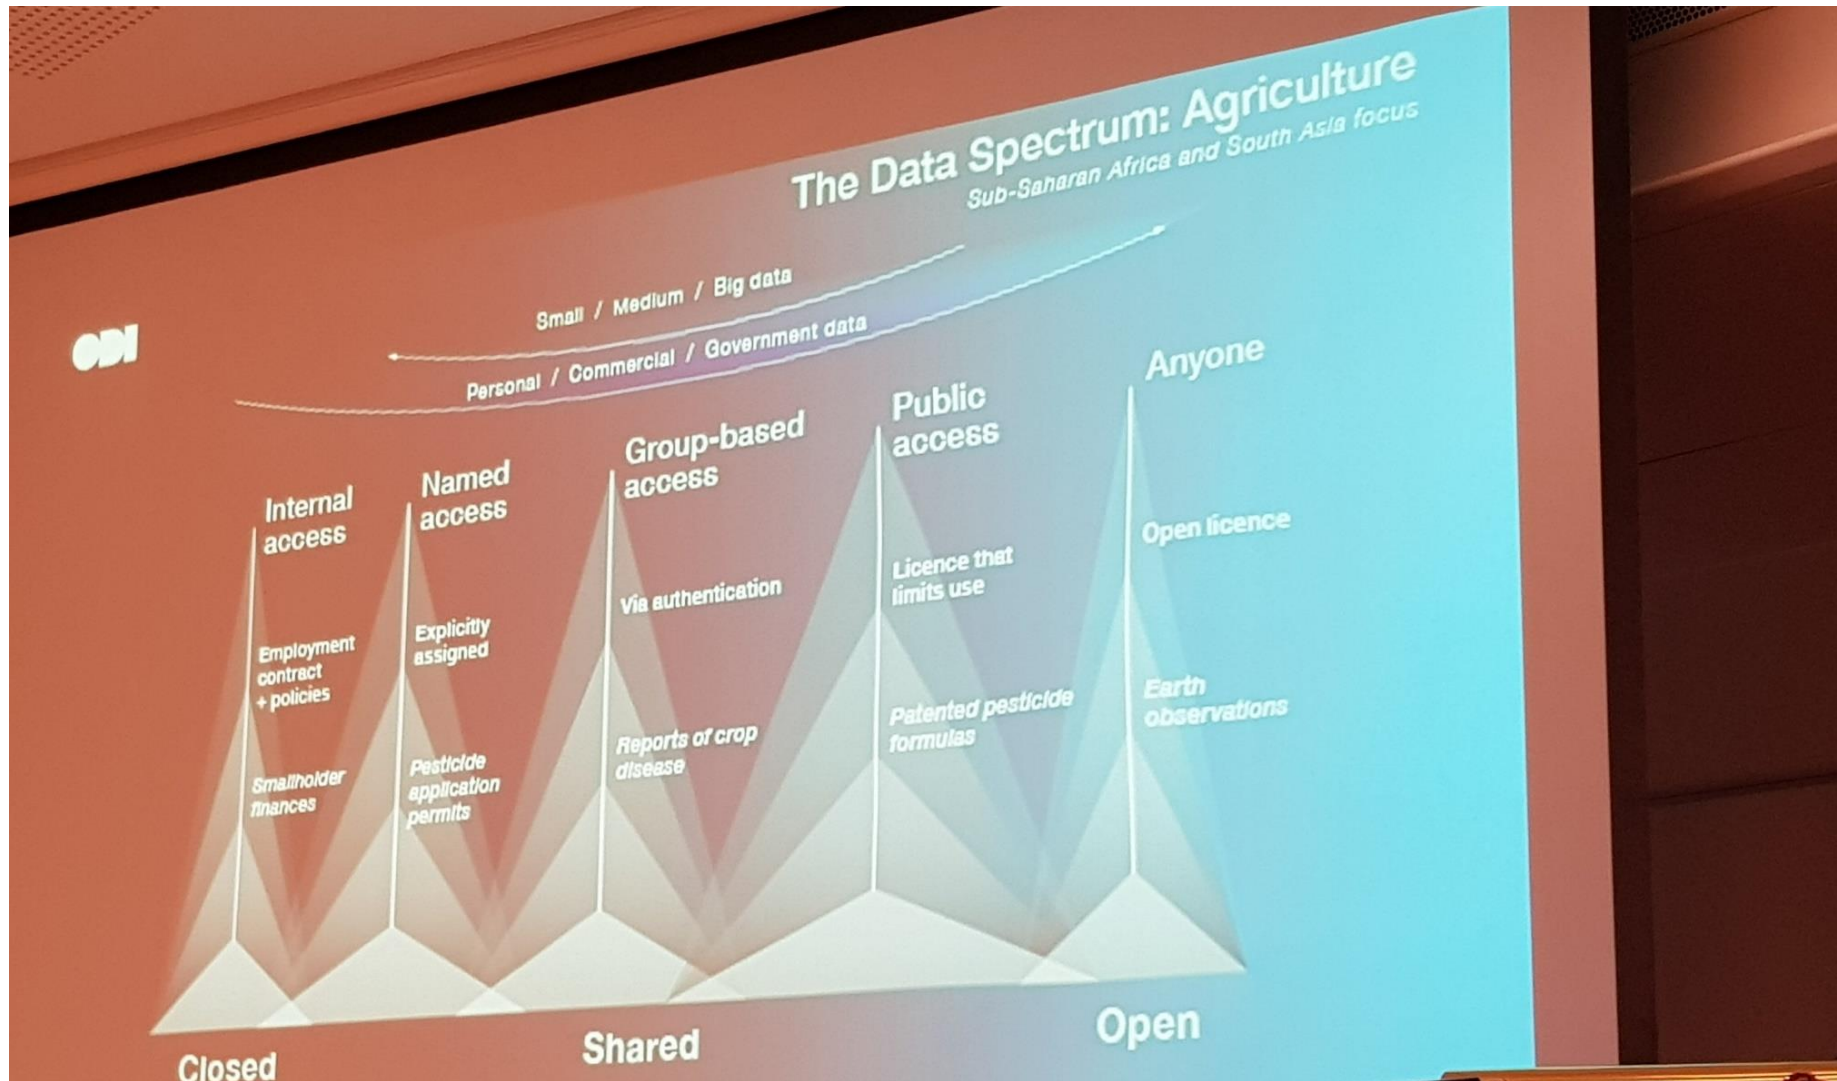 The Data Spectrum: Agriculture
Sub-Saharan Africa and South Asia focus
ODI
Small / Medium / Big data
Personal / Commercial / Government data
Internal
access
Employment
contract
+ policies
Smallholder
finances
Named
access
Explicitly
assigned
Pesticide
application
permits
Group-based
access
Via authentication
Reports of crop
disease
Public
access
Licence that
limits use
Patented pesticide
formulas
Anyone
Open licence
Earth
observations
Closed
Shared
Open